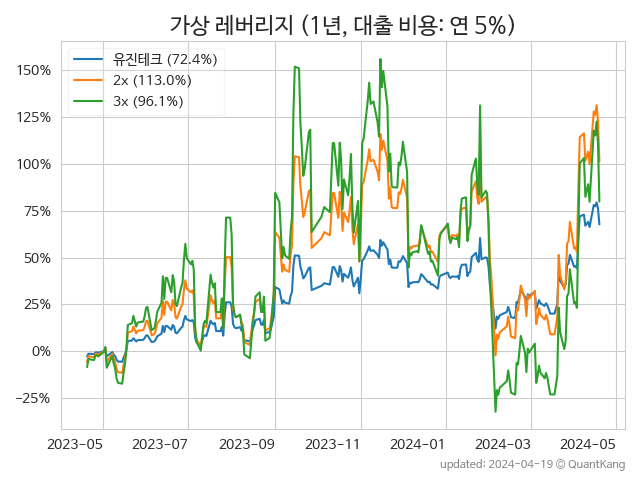 가상 레버리지 (1년, 대출 비용: 연 5%)
유진테크 (72.4%)
2x (113.0%)
3x (96.1%)
150%
125%
100%
75%
50%
25%
0%
−25%
2023-05 2023-07 2023-09 2023-11 2024-01 2024-03 2024-05
updated: 2024-04-19 © QuantKang